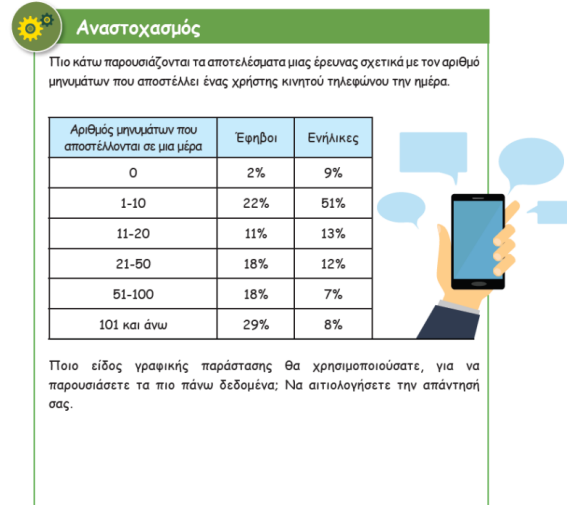 Αναστοχασμός
Πιο κάτω παρουσιάζονται τα αποτελέσματα μιας έρευνας σχετικά με τον αριθμό
μηνυμάτων που αποστέλλει ένας χρήστης κινητού τηλεφώνου την ημέρα.
Αριθμός μηνυμάτων που αποστέλλονται σε μια μέρα Έφηβοι Ενήλικες
0 2% 9%
1-10 22% 51%
11-20 11% 13%
21-50 18% 12%
51-100 18% 7%
101 και άνω 29% 8%
Ποιο είδος γραφικής παράστασης θα χρησιμοποιούσατε, για να
παρουσιάσετε τα πιο πάνω δεδομένα; Να αιτιολογήσετε την απάντησή
σας.